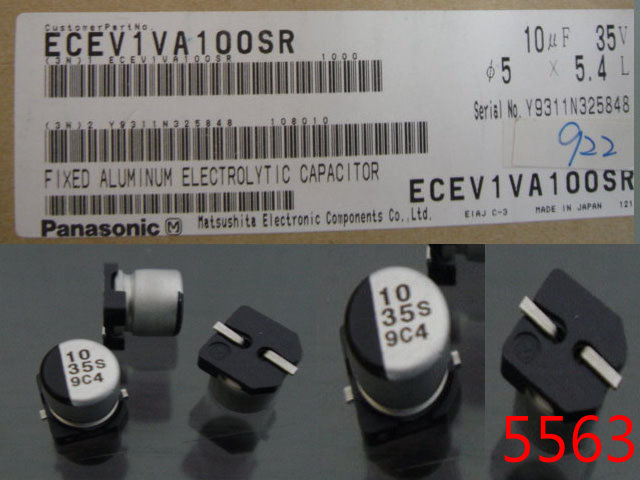 CustomerPartNo.
ECEV1VA100SR
(3N)1 ECEV1VA100SR 1000
10μF 35V
φ5 × 5.4L
Serial No. Y9311N325848
(3N)2 Y9311N325848 108010
922
FIXED ALUMINUM ELECTROLYTIC CAPACITOR
ECEV1VA100SR
EIAJ C-3 MADE IN JAPAN 121
Panasonic M Matsushita Electronic Components Co.,Ltd.
10
35S
9C4
10
35S
9C4
5563